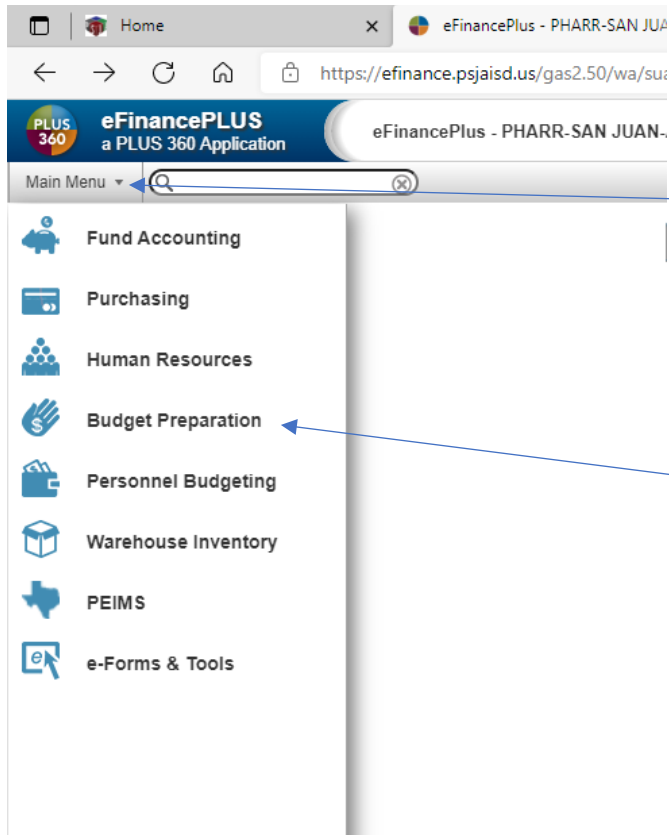 Home
eFinancePlus - PHARR-SAN JUA
https://efinance.psjaisd.us/gas2.50/wa/sua
PLUS
360
eFinancePLUS
a PLUS 360 Application
eFinancePlus - PHARR-SAN JUAN-
Main Menu
Fund Accounting
Purchasing
Human Resources
Budget Preparation
Personnel Budgeting
Warehouse Inventory
PEIMS
e-Forms & Tools